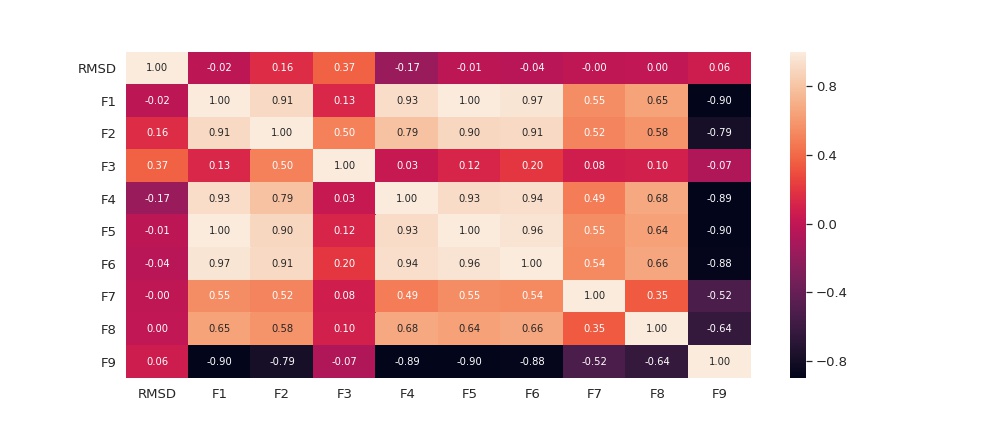 RMSD 1.00 -0.02 0.16 0.37 -0.17 -0.01 -0.04 -0.00 0.00 0.06
F1 -0.02 1.00 0.91 0.13 0.93 1.00 0.97 0.55 0.65 -0.90
F2 0.16 0.91 1.00 0.50 0.79 0.90 0.91 0.52 0.58 -0.79
F3 0.37 0.13 0.50 1.00 0.03 0.12 0.20 0.08 0.10 -0.07
F4 -0.17 0.93 0.79 0.03 1.00 0.93 0.94 0.49 0.68 -0.89
F5 -0.01 1.00 0.90 0.12 0.93 1.00 0.96 0.55 0.64 -0.90
F6 -0.04 0.97 0.91 0.20 0.94 0.96 1.00 0.54 0.66 -0.88
F7 -0.00 0.55 0.52 0.08 0.49 0.55 0.54 1.00 0.35 -0.52
F8 0.00 0.65 0.58 0.10 0.68 0.64 0.66 0.35 1.00 -0.64
F9 0.06 -0.90 -0.79 -0.07 -0.89 -0.90 -0.88 -0.52 -0.64 1.00
RMSD F1 F2 F3 F4 F5 F6 F7 F8 F9
0.8
0.4
0.0
−0.4
−0.8